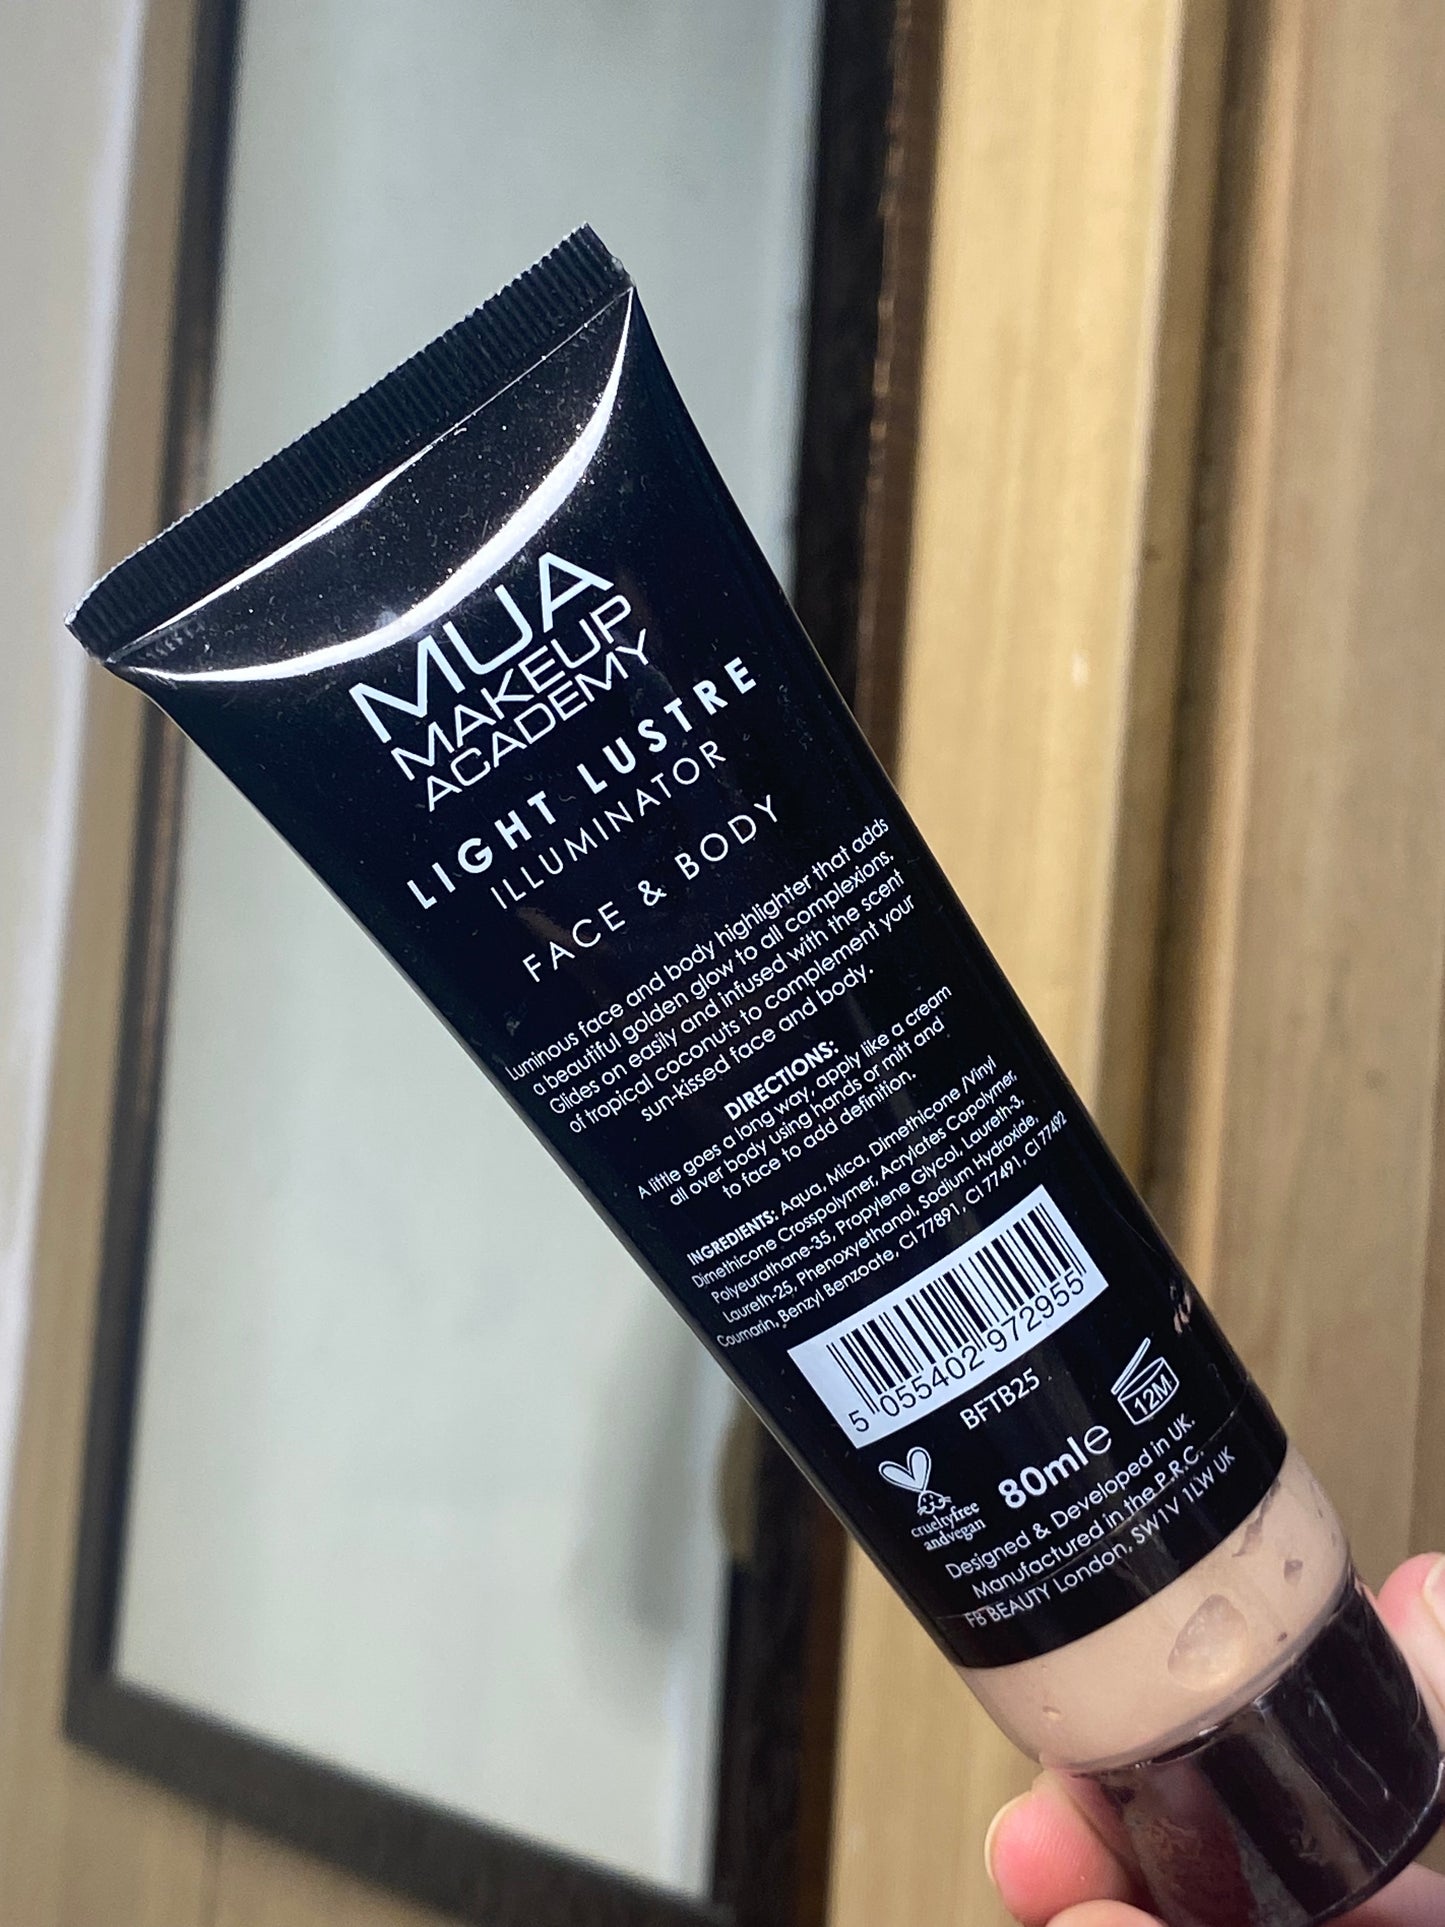 MUA
MAKEUP
ACADEMY
LIGHT LUSTRE
ILLUMINATOR
FACE & BODY
Luminous face and body highlighter that adds
a beautiful golden glow to all complexions.
Glides on easily and infused with the scent
of tropical coconuts to complement your
sun-kissed face and body.
DIRECTIONS:
A little goes a long way, apply like a cream
all over body using hands or mitt and
to face to add definition.
INGREDIENTS: Aqua, Mica, Dimethicone /Vinyl
Dimethicone Crosspolymer, Acrylates Copolymer,
Polyeurathane-35, Propylene Glycol, Laureth-3,
Laureth-25, Phenoxyethanol, Sodium Hydroxide,
Coumarin, Benzyl Benzoate, CI 77891, CI 77491, CI 77492
5 055402 972955
BFTB25
12M
80ml e
crueltyfree
andvegan
Designed & Developed in UK.
Manufactured in the P.R.C.
FB BEAUTY London, SW1V 1LW UK